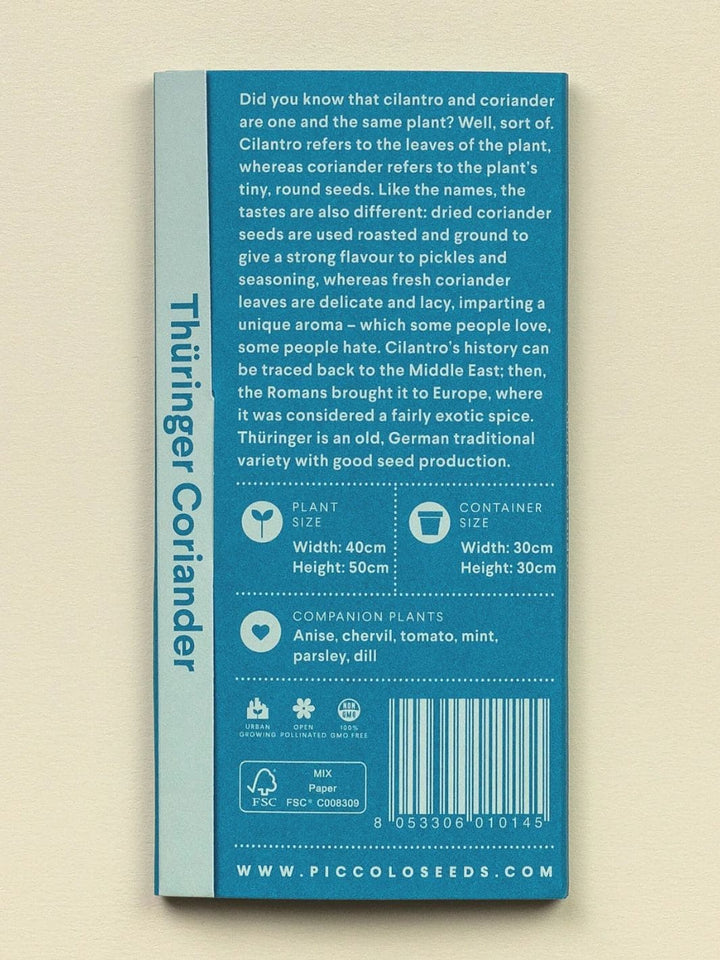 Did you know that cilantro and coriander
are one and the same plant? Well, sort of.
Cilantro refers to the leaves of the plant,
whereas coriander refers to the plant's
tiny, round seeds. Like the names, the
tastes are also different: dried coriander
seeds are used roasted and ground to
give a strong flavour to pickles and
seasoning, whereas fresh coriander
leaves are delicate and lacy, imparting a
unique aroma – which some people love,
some people hate. Cilantro's history can
be traced back to the Middle East; then,
the Romans brought it to Europe, where
it was considered a fairly exotic spice.
Thüringer is an old, German traditional
variety with good seed production.
Thüringer Coriander
PLANT
SIZE
Width: 40cm
Height: 50cm
CONTAINER
SIZE
Width: 30cm
Height: 30cm
COMPANION PLANTS
Anise, chervil, tomato, mint,
parsley, dill
URBAN
GROWING
OPEN
POLLINATED
NON
GMO
100%
GMO FREE
FSC
MIX
Paper
FSC® C008309
8 053306 010145
WWW.PICCOLOSEEDS.COM